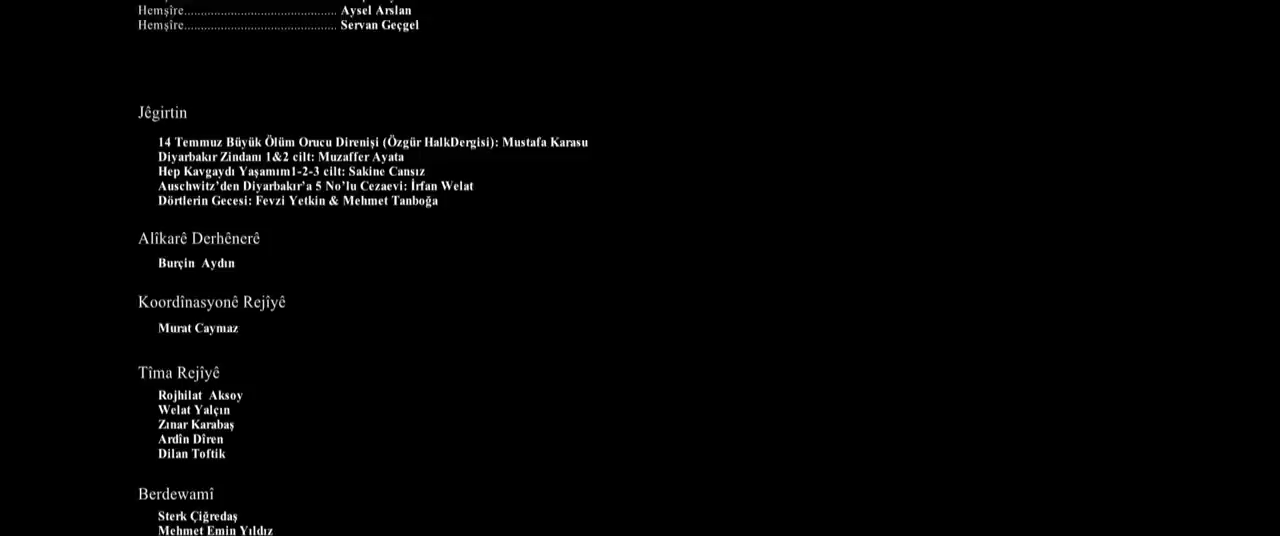 Hemşîre............................................. Aysel Arslan
Hemşîre............................................. Servan Geçgel
Jêgirtin
14 Temmuz Büyük Ölüm Orucu Direnişi (Özgür HalkDergisi): Mustafa Karasu
Diyarbakır Zindanı 1&2 cilt: Muzaffer Ayata
Hep Kavgaydı Yaşamım1-2-3 cilt: Sakine Cansız
Auschwitz’den Diyarbakır’a 5 No’lu Cezaevi: İrfan Welat
Dörtlerin Gecesi: Fevzi Yetkin & Mehmet Tanboğa
Alîkarê Derhênerê
Burçin Aydın
Koordînasyonê Rejîyê
Murat Caymaz
Tîma Rejîyê
Rojhilat Aksoy
Welat Yalçın
Zınar Karabaş
Ardîn Dîren
Dilan Toftik
Berdewamî
Sterk Çiğredaş
Mehmet Emin Yıldız